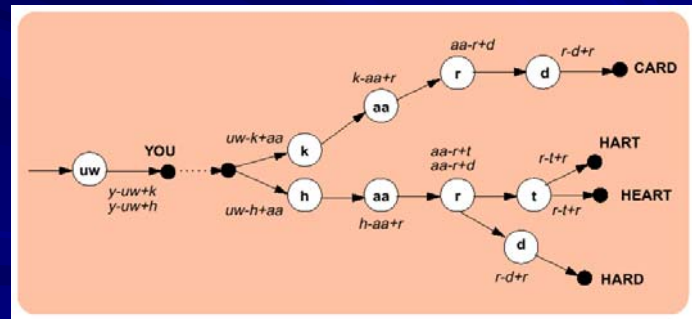 aa-r+d
r-d+r
r
d
CARD
k-aa+r
aa
uw-k+aa
k
YOU
uw
y-uw+k
y-uw+h
h
uw-h+aa
aa
h-aa+r
aa-r+t
aa-r+d
r
t
r-t+r
HART
r-t+r
HEART
d
r-d+r
HARD